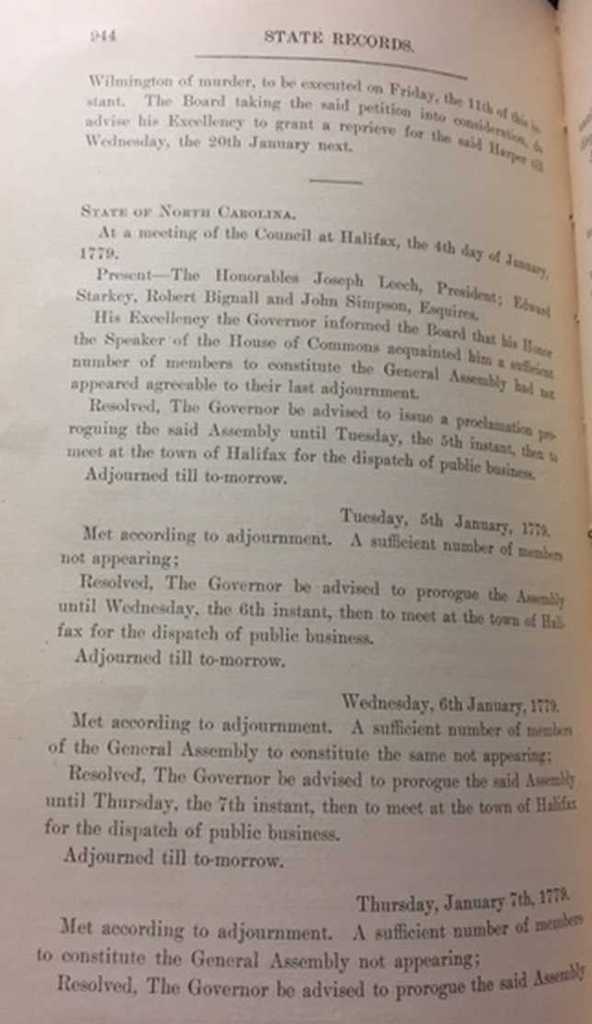 944 STATE RECORDS.
Wilmington of murder, to be executed on Friday, the 11th of this in-
stant. The Board taking the said petition into consideration, do
advise his Excellency to grant a reprieve for the said Harper till
Wednesday, the 20th January next.
STATE OF NORTH CAROLINA.
At a meeting of the Council at Halifax, the 4th day of January,
1779.
Present—The Honorables Joseph Leech, President; Edward
Starkey, Robert Bignall and John Simpson, Esquires.
His Excellency the Governor informed the Board that his Honor
the Speaker of the House of Commons acquainted him a sufficient
number of members to constitute the General Assembly had not
appeared agreeable to their last adjournment.
Resolved, The Governor be advised to issue a proclamation pro-
roguing the said Assembly until Tuesday, the 5th instant, then to
meet at the town of Halifax for the dispatch of public business.
Adjourned till to-morrow.
Tuesday, 5th January, 1779.
Met according to adjournment. A sufficient number of members
not appearing;
Resolved, The Governor be advised to prorogue the Assembly
until Wednesday, the 6th instant, then to meet at the town of Hali-
fax for the dispatch of public business.
Adjourned till to-morrow.
Wednesday, 6th January, 1779.
Met according to adjournment. A sufficient number of members
of the General Assembly to constitute the same not appearing;
Resolved, The Governor be advised to prorogue the said Assembly
until Thursday, the 7th instant, then to meet at the town of Halifax
for the dispatch of public business.
Adjourned till to-morrow.
Thursday, January 7th, 1779.
Met according to adjournment. A sufficient number of members
to constitute the General Assembly not appearing;
Resolved, The Governor be advised to prorogue the said Assembly